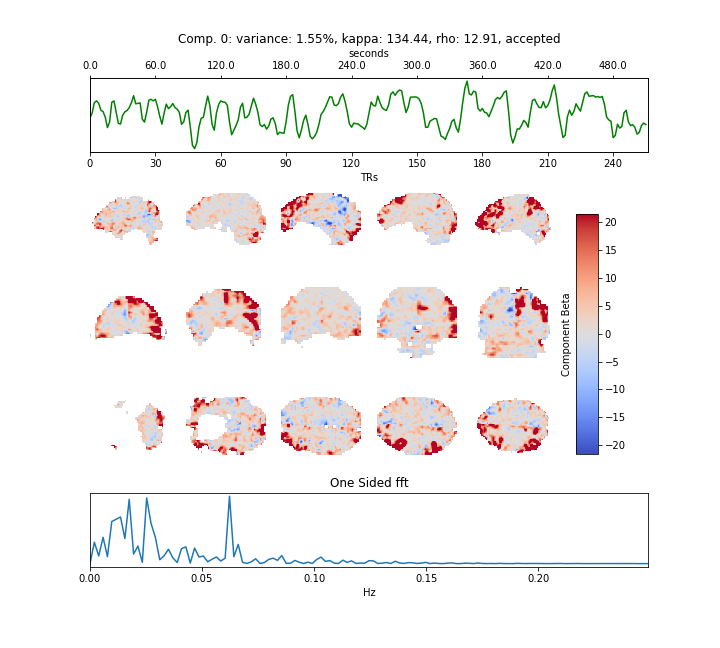 Comp. 0: variance: 1.55%, kappa: 134.44, rho: 12.91, accepted
seconds
0.0 60.0 120.0 180.0 240.0 300.0 360.0 420.0 480.0
0 30 60 90 120 150 180 210 240
TRs
20
15
10
5
0
−5
−10
−15
−20
Component Beta
One Sided fft
0.00 0.05 0.10 0.15 0.20
Hz